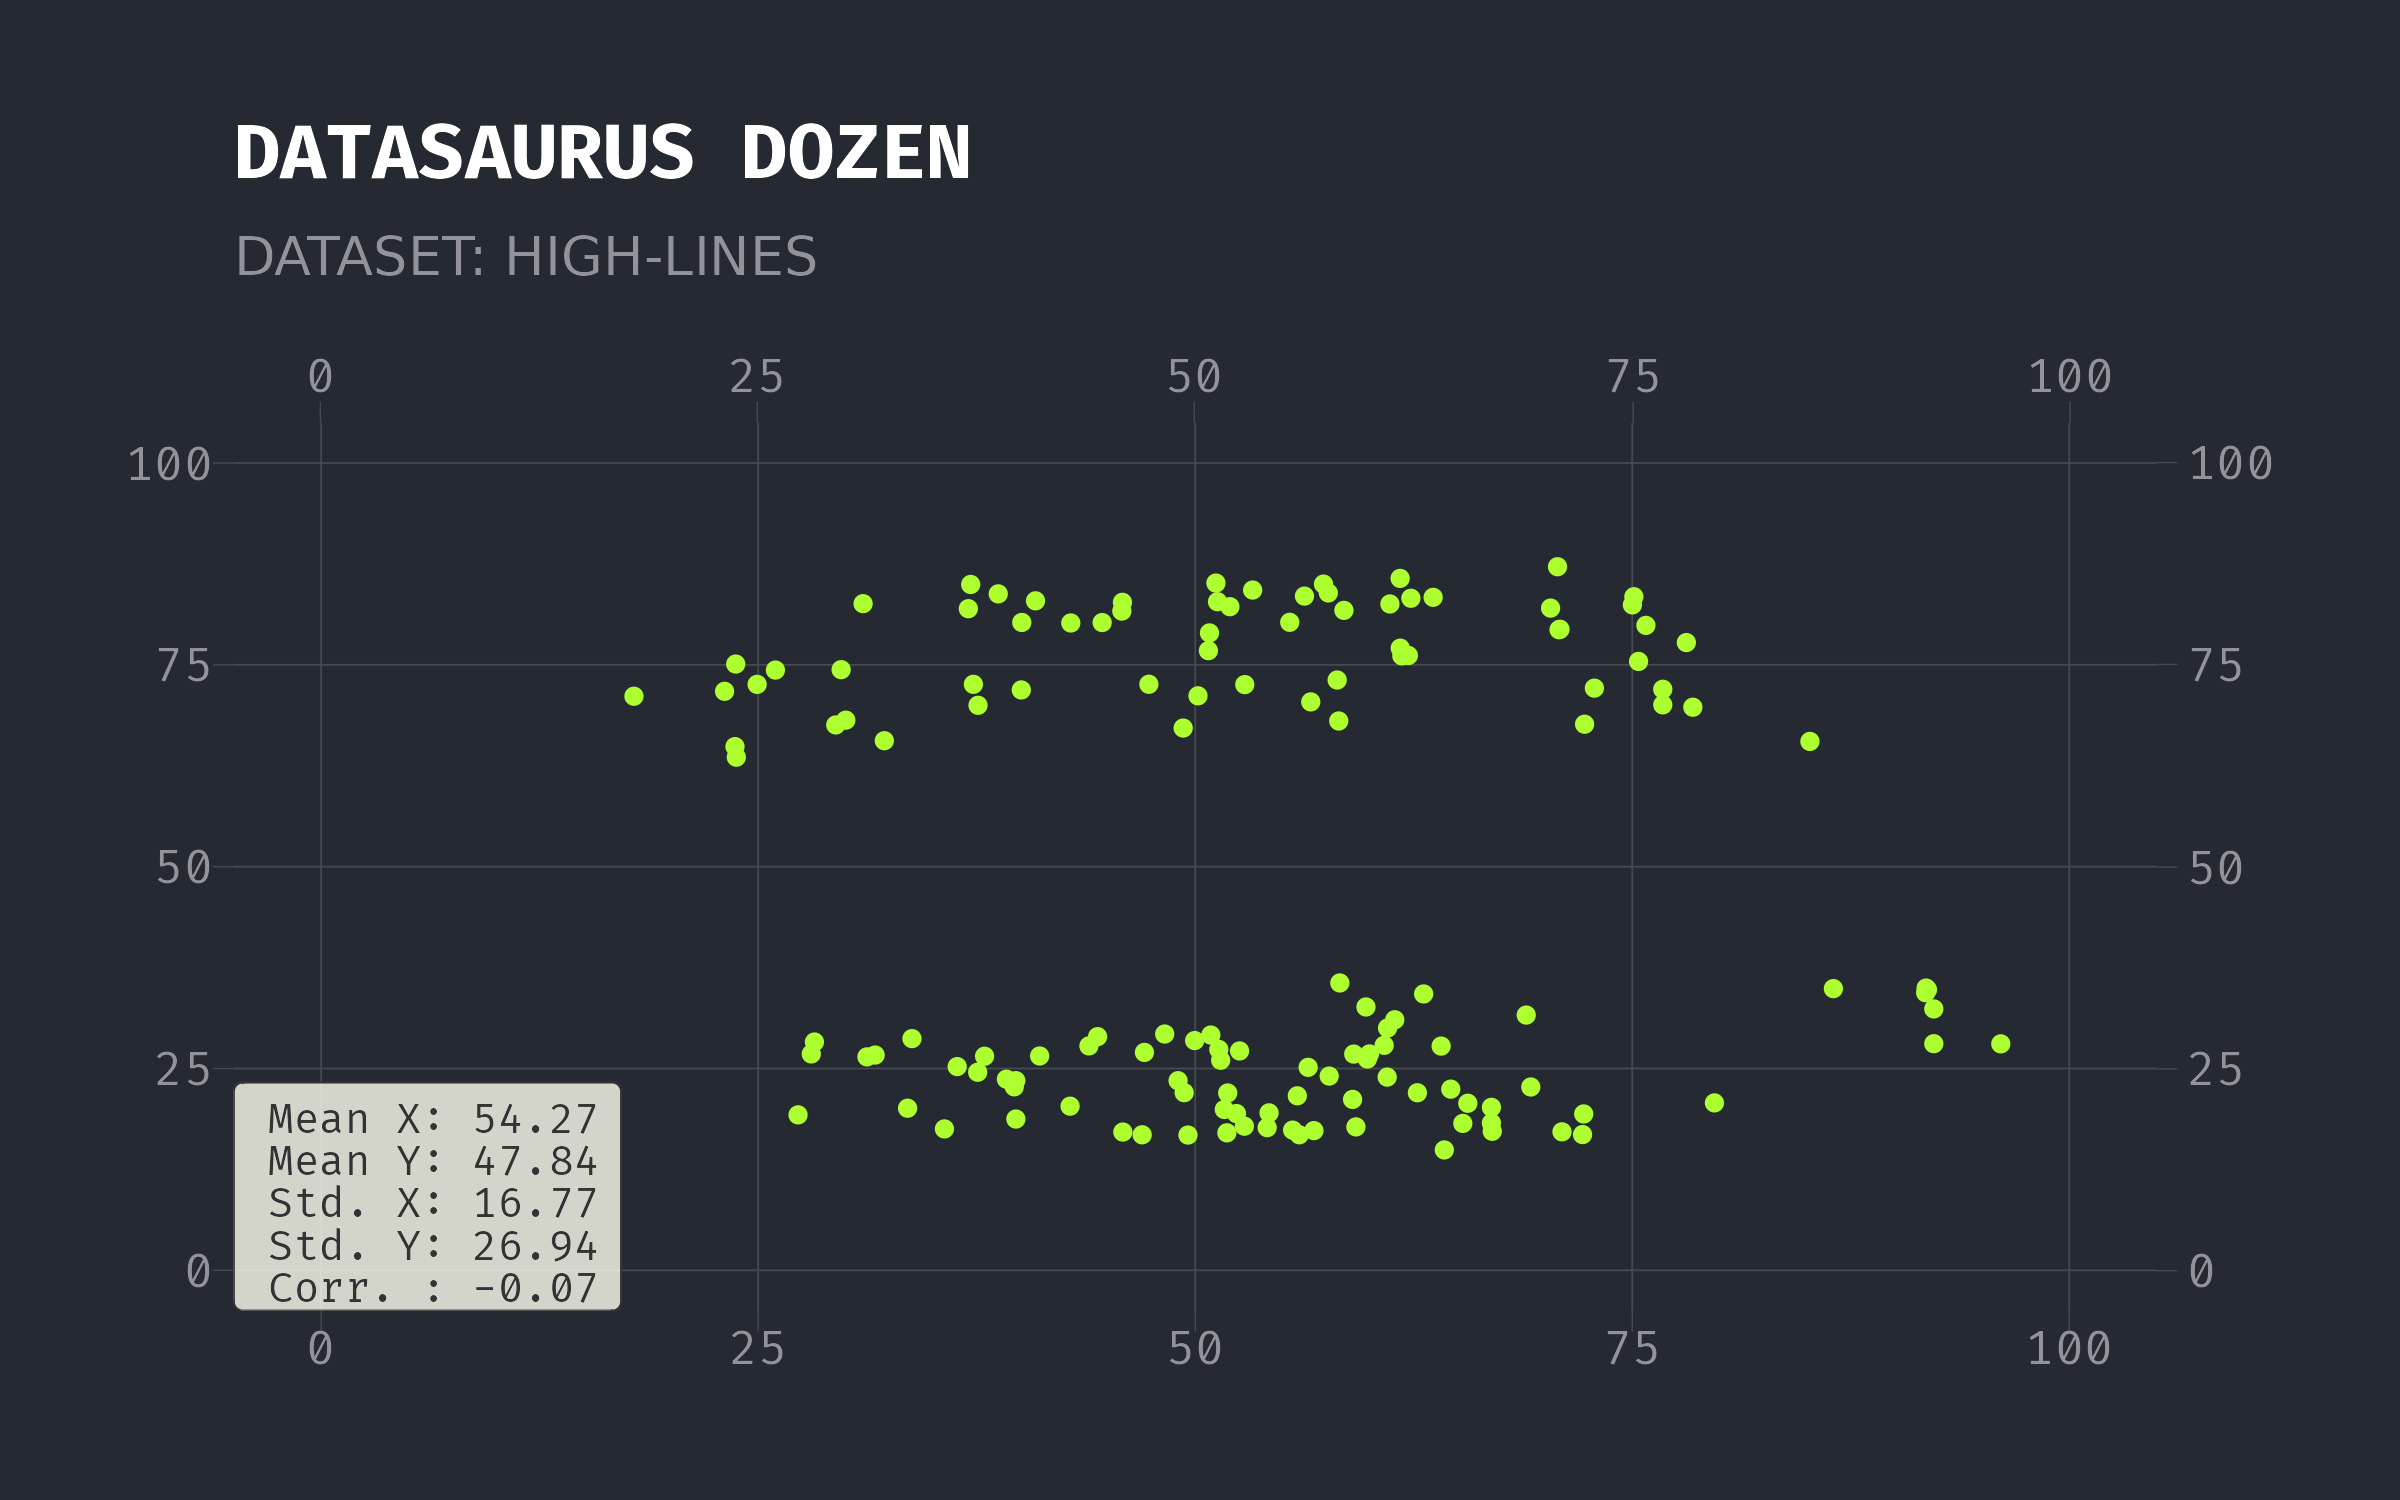 DATASAURUS DOZEN
DATASET: HIGH-LINES
0 25 50 75 100
100 100
75 75
50 50
25 25
Mean X: 54.27
Mean Y: 47.84
Std. X: 16.77
Std. Y: 26.94
0 0
Corr. : -0.07
0 25 50 75 100